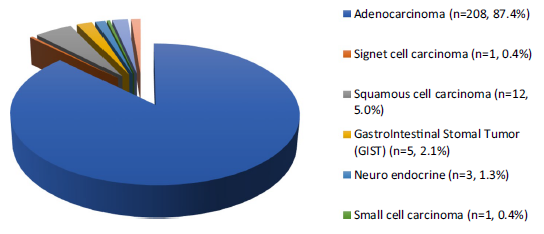 Adenocarcinoma (n=208, 87.4%)
Signet cell carcinoma (n=1, 0.4%)
Squamous cell carcinoma (n=12,
5.0%)
GastroIntestinal Stomal Tumor
(GIST) (n=5, 2.1%)
Neuro endocrine (n=3, 1.3%)
Small cell carcinoma (n=1, 0.4%)